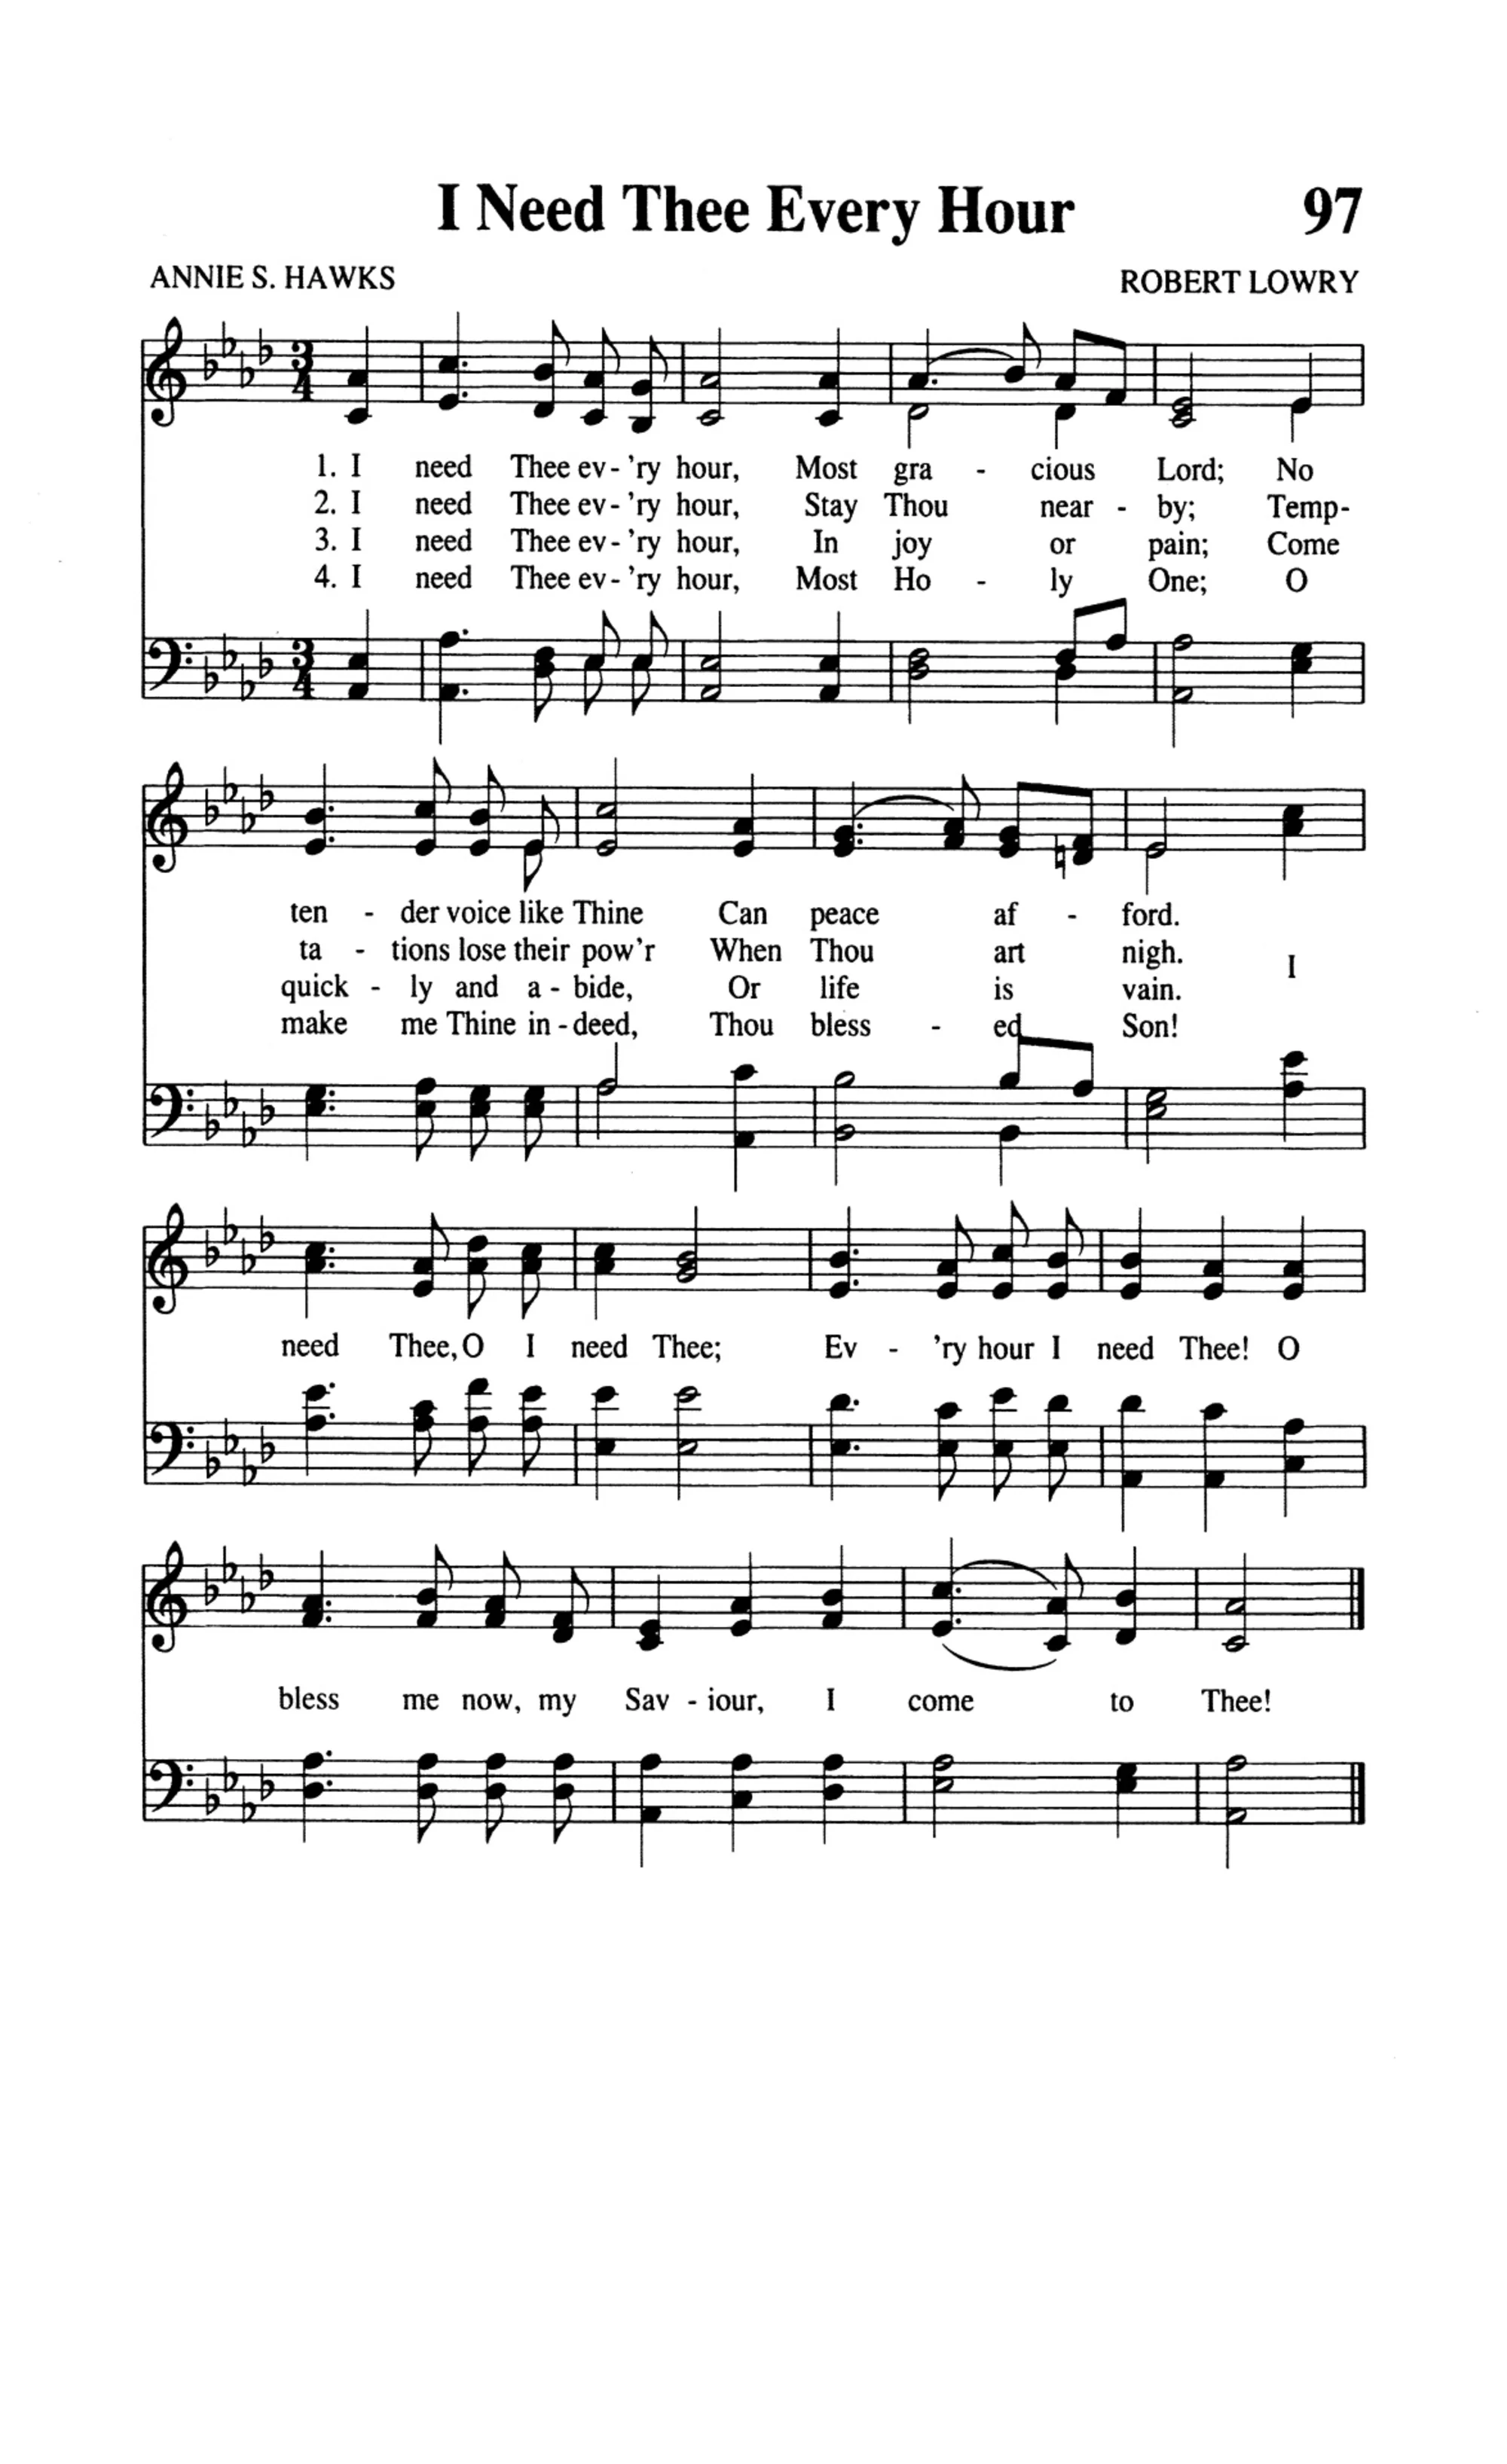 I Need Thee Every Hour 97
ANNIE S. HAWKS ROBERT LOWRY
3 4
1. I need Thee ev - 'ry hour, Most gra - cious Lord; No
2. I need Thee ev - 'ry hour, Stay Thou near - by; Temp-
3. I need Thee ev - 'ry hour, In joy or pain; Come
4. I need Thee ev - 'ry hour, Most Ho - ly One; O
3 4
ten - der voice like Thine Can peace af - ford.
ta - tions lose their pow'r When Thou art nigh.
I
quick - ly and a - bide, Or life is vain.
make me Thine in - deed, Thou bless - ed Son!
need Thee, O I need Thee; Ev - 'ry hour I need Thee! O
bless me now, my Sav - iour, I come to Thee!